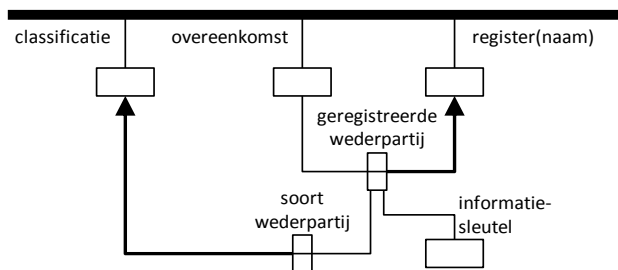 classificatie
overeenkomst
register(naam)
geregistreerde
wederpartij
soort
wederpartij
informatie-
sleutel